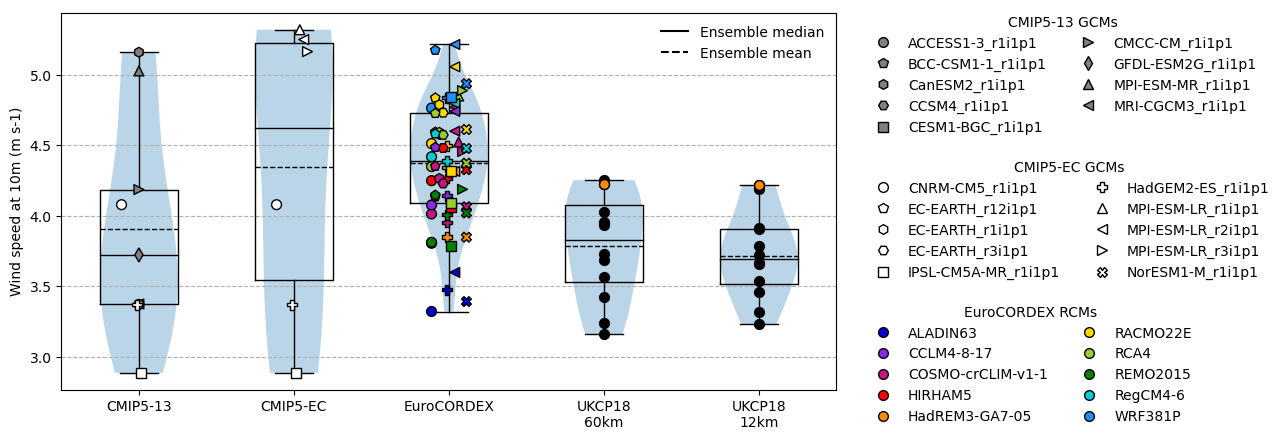 Wind speed at 10m (m s-1)
5.0
4.5
4.0
3.5
3.0
Ensemble median
Ensemble mean
CMIP5-13
CMIP5-EC
EuroCORDEX
UKCP18
60km
UKCP18
12km
CMIP5-13 GCMs
ACCESS1-3_r1i1p1
BCC-CSM1-1_r1i1p1
CanESM2_r1i1p1
CCSM4_r1i1p1
CESM1-BGC_r1i1p1
CMCC-CM_r1i1p1
GFDL-ESM2G_r1i1p1
MPI-ESM-MR_r1i1p1
MRI-CGCM3_r1i1p1
CMIP5-EC GCMs
CNRM-CM5_r1i1p1
EC-EARTH_r12i1p1
EC-EARTH_r1i1p1
EC-EARTH_r3i1p1
IPSL-CM5A-MR_r1i1p1
HadGEM2-ES_r1i1p1
MPI-ESM-LR_r1i1p1
MPI-ESM-LR_r2i1p1
MPI-ESM-LR_r3i1p1
NorESM1-M_r1i1p1
EuroCORDEX RCMs
ALADIN63
CCLM4-8-17
COSMO-crCLIM-v1-1
HIRHAM5
HadREM3-GA7-05
RACMO22E
RCA4
REMO2015
RegCM4-6
WRF381P